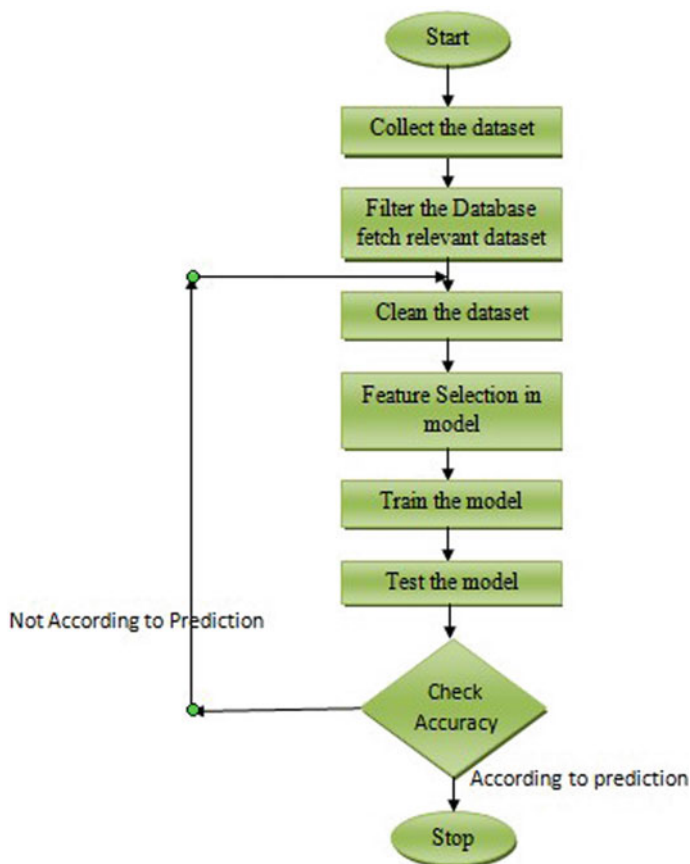 Start
Collect the dataset
Filter the Database
fetch relevant dataset
Clean the dataset
Feature Selection in
model
Train the model
Test the model
Not According to Prediction
Check
Accuracy
According to prediction
Stop